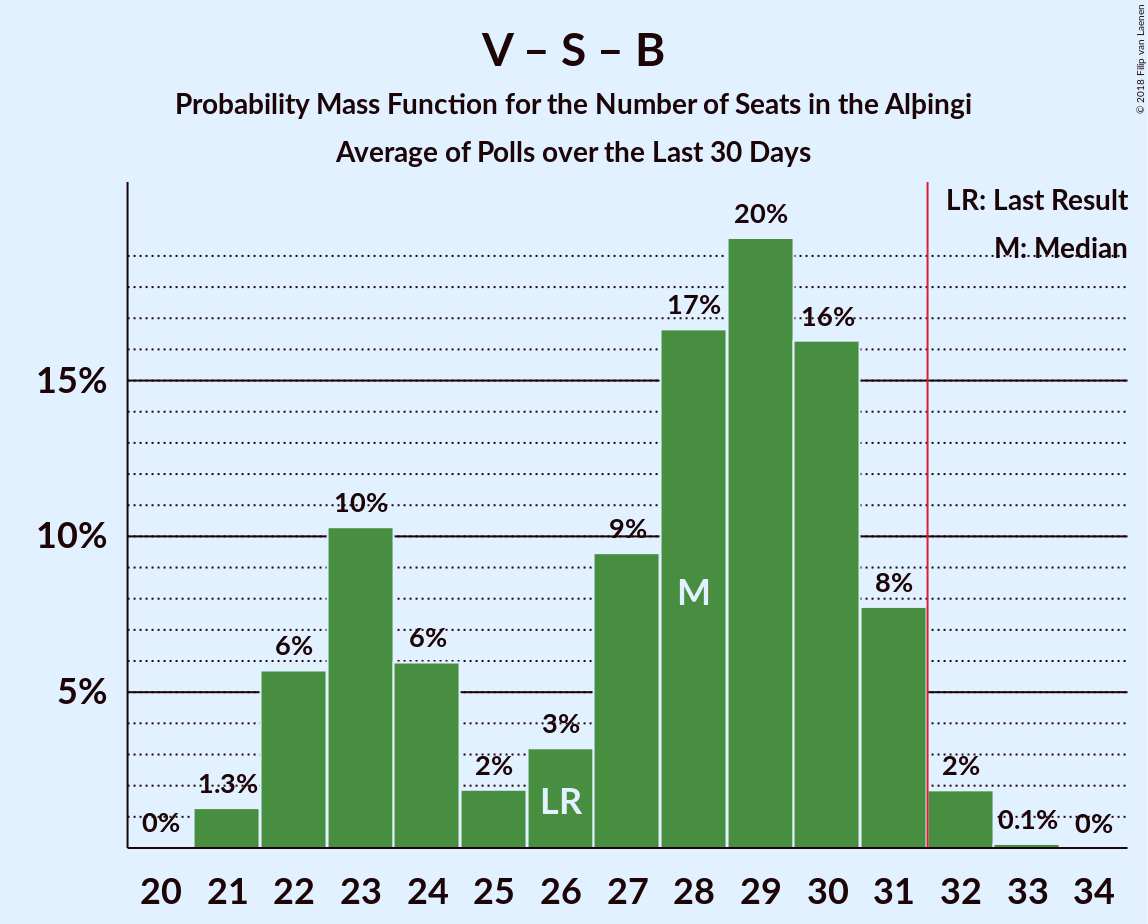 V – S – B
Probability Mass Function for the Number of Seats in the Alþingi
Average of Polls over the Last 30 Days
© 2018 Filip van Laenen
LR: Last Result
M: Median
20%
17%
16%
15%
10%
9%
10%
8%
M
6%
6%
5%
3%
2%
2%
1.3%
LR
0%
0.1%
0%
20 21 22 23 24 25 26 27 28 29 30 31 32 33 34